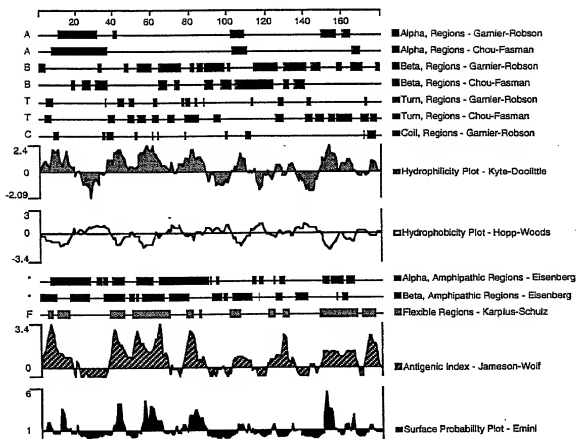 20 40 60 80 100 120 140 160
A Alpha, Regions - Garnier-Robson
A Alpha, Regions - Chou-Fasman
B Beta, Regions - Garnier-Robson
B Beta, Regions - Chou-Fasman
T Turn, Regions - Garnier-Robson
T Turn, Regions - Chou-Fasman
C Coil, Regions - Garnier-Robson
2.4
0 Hydrophilicity Plot - Kyte-Doolittle
-2.09
3
0 Hydrophobicity Plot - Hopp-Woods
-3.4
* Alpha, Amphipathic Regions - Eisenberg
* Beta, Amphipathic Regions - Eisenberg
F Flexible Regions - Karplus-Schulz
3.4
0 Antigenic Index - Jameson-Wolf
6
1 Surface Probability Plot - Emini